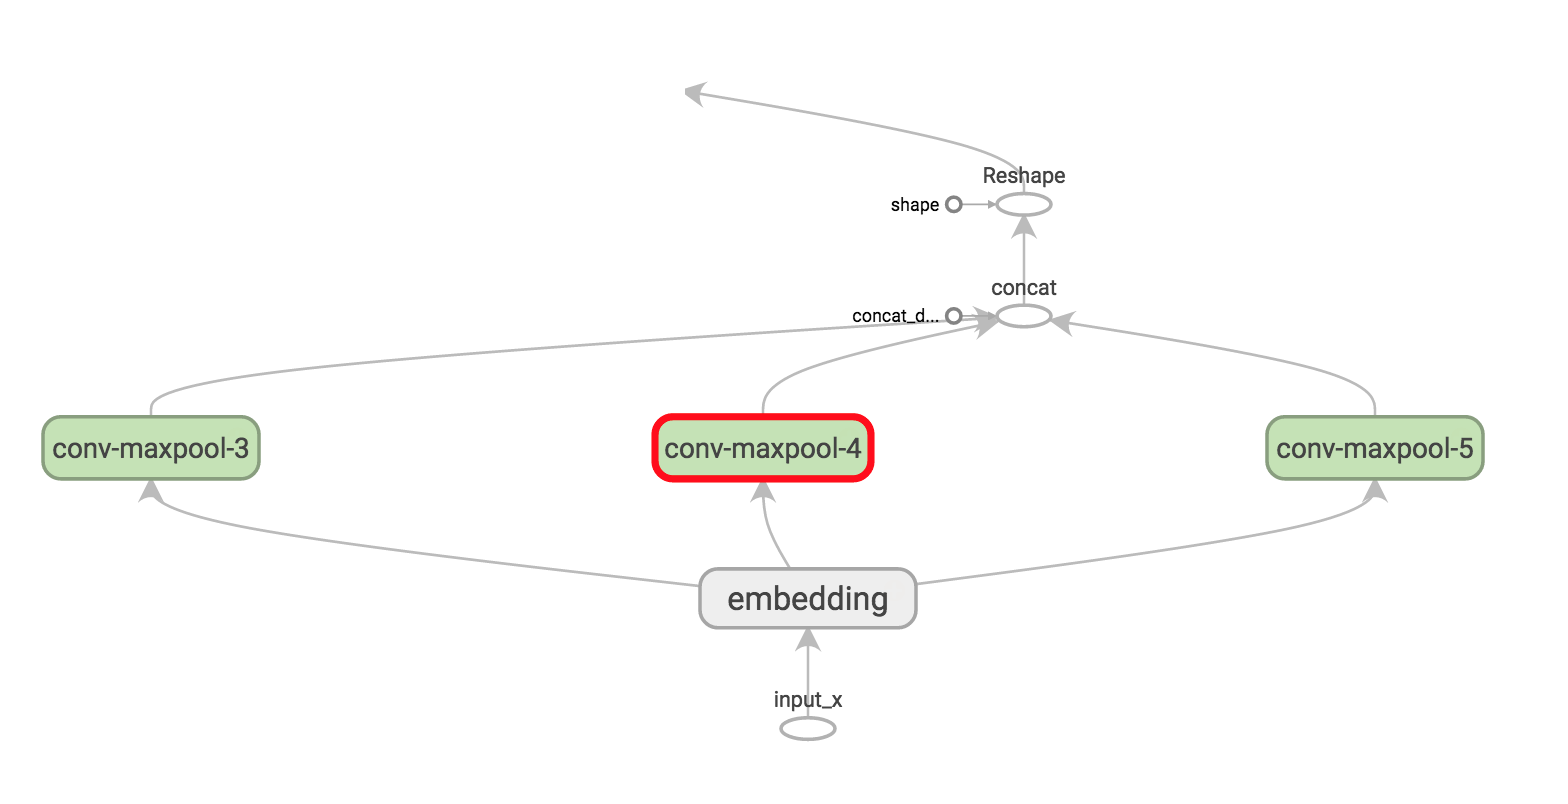 Reshape
shape
concat
concat_d...
conv-maxpool-3
conv-maxpool-4
conv-maxpool-5
embedding
input_x